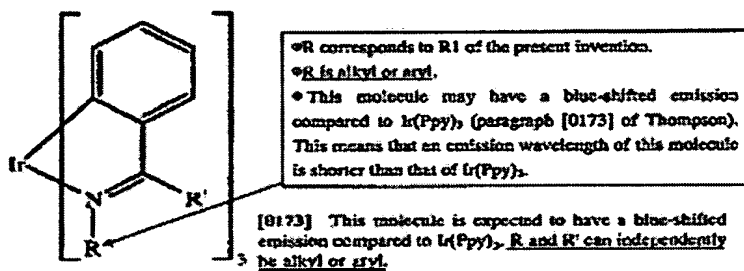 •R corresponds to R1 of the present invention.
•R is alkyl or aryl.
• This molecule may have a blue-shifted emission
compared to Ir(Ppy)₃ (paragraph [0173] of Thompson).
This means that an emission wavelength of this molecule
is shorter than that of Ir(Ppy)₃.
Ir
N
R'
R
3
[0173] This molecule is expected to have a blue-shifted
emission compared to Ir(Ppy)₃. R and R' can independently
be alkyl or aryl.